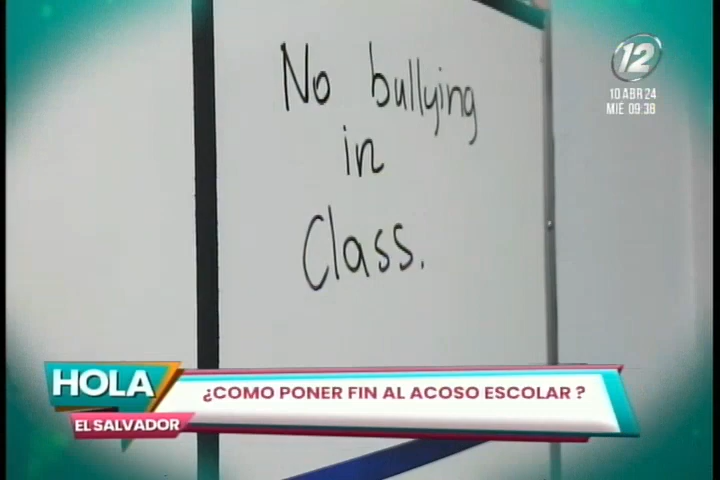 No bullying
in
Class.
12
10 ABR 24
MIÉ 09:38
HOLA
EL SALVADOR
¿COMO PONER FIN AL ACOSO ESCOLAR ?